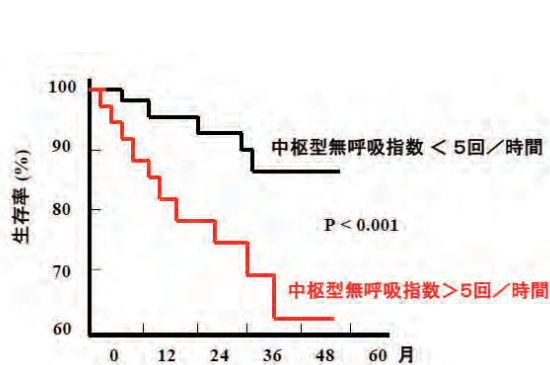 100
90
80
70
60
生存率 (%)
中枢型無呼吸指数 < 5回／時間
P < 0.001
中枢型無呼吸指数>5回／時間
0 12 24 36 48 60 月